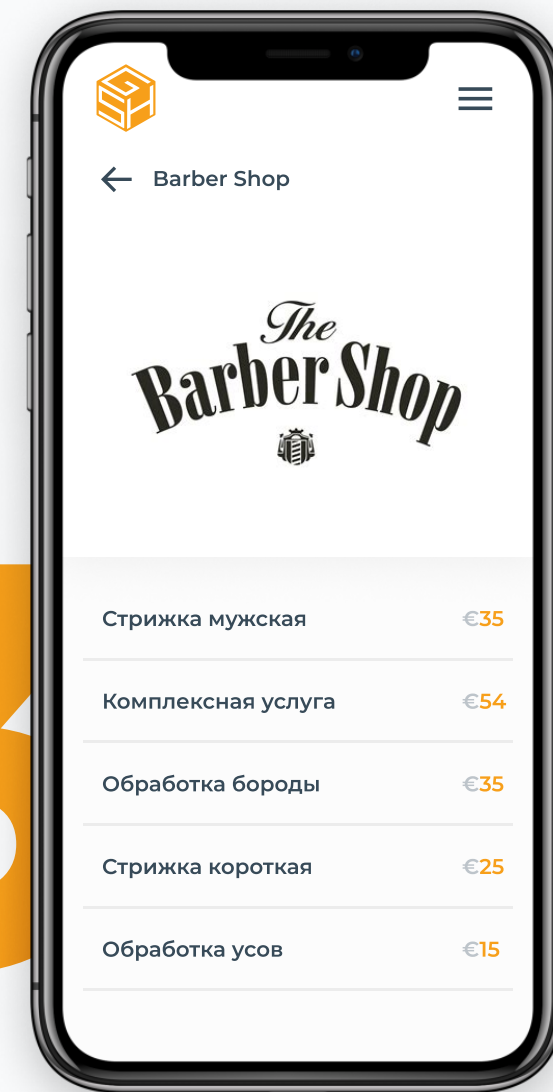 GSH
Barber Shop
The
Barber Shop
Стрижка мужская €35
Комплексная услуга €54
Обработка бороды €35
Стрижка короткая €25
Обработка усов €15